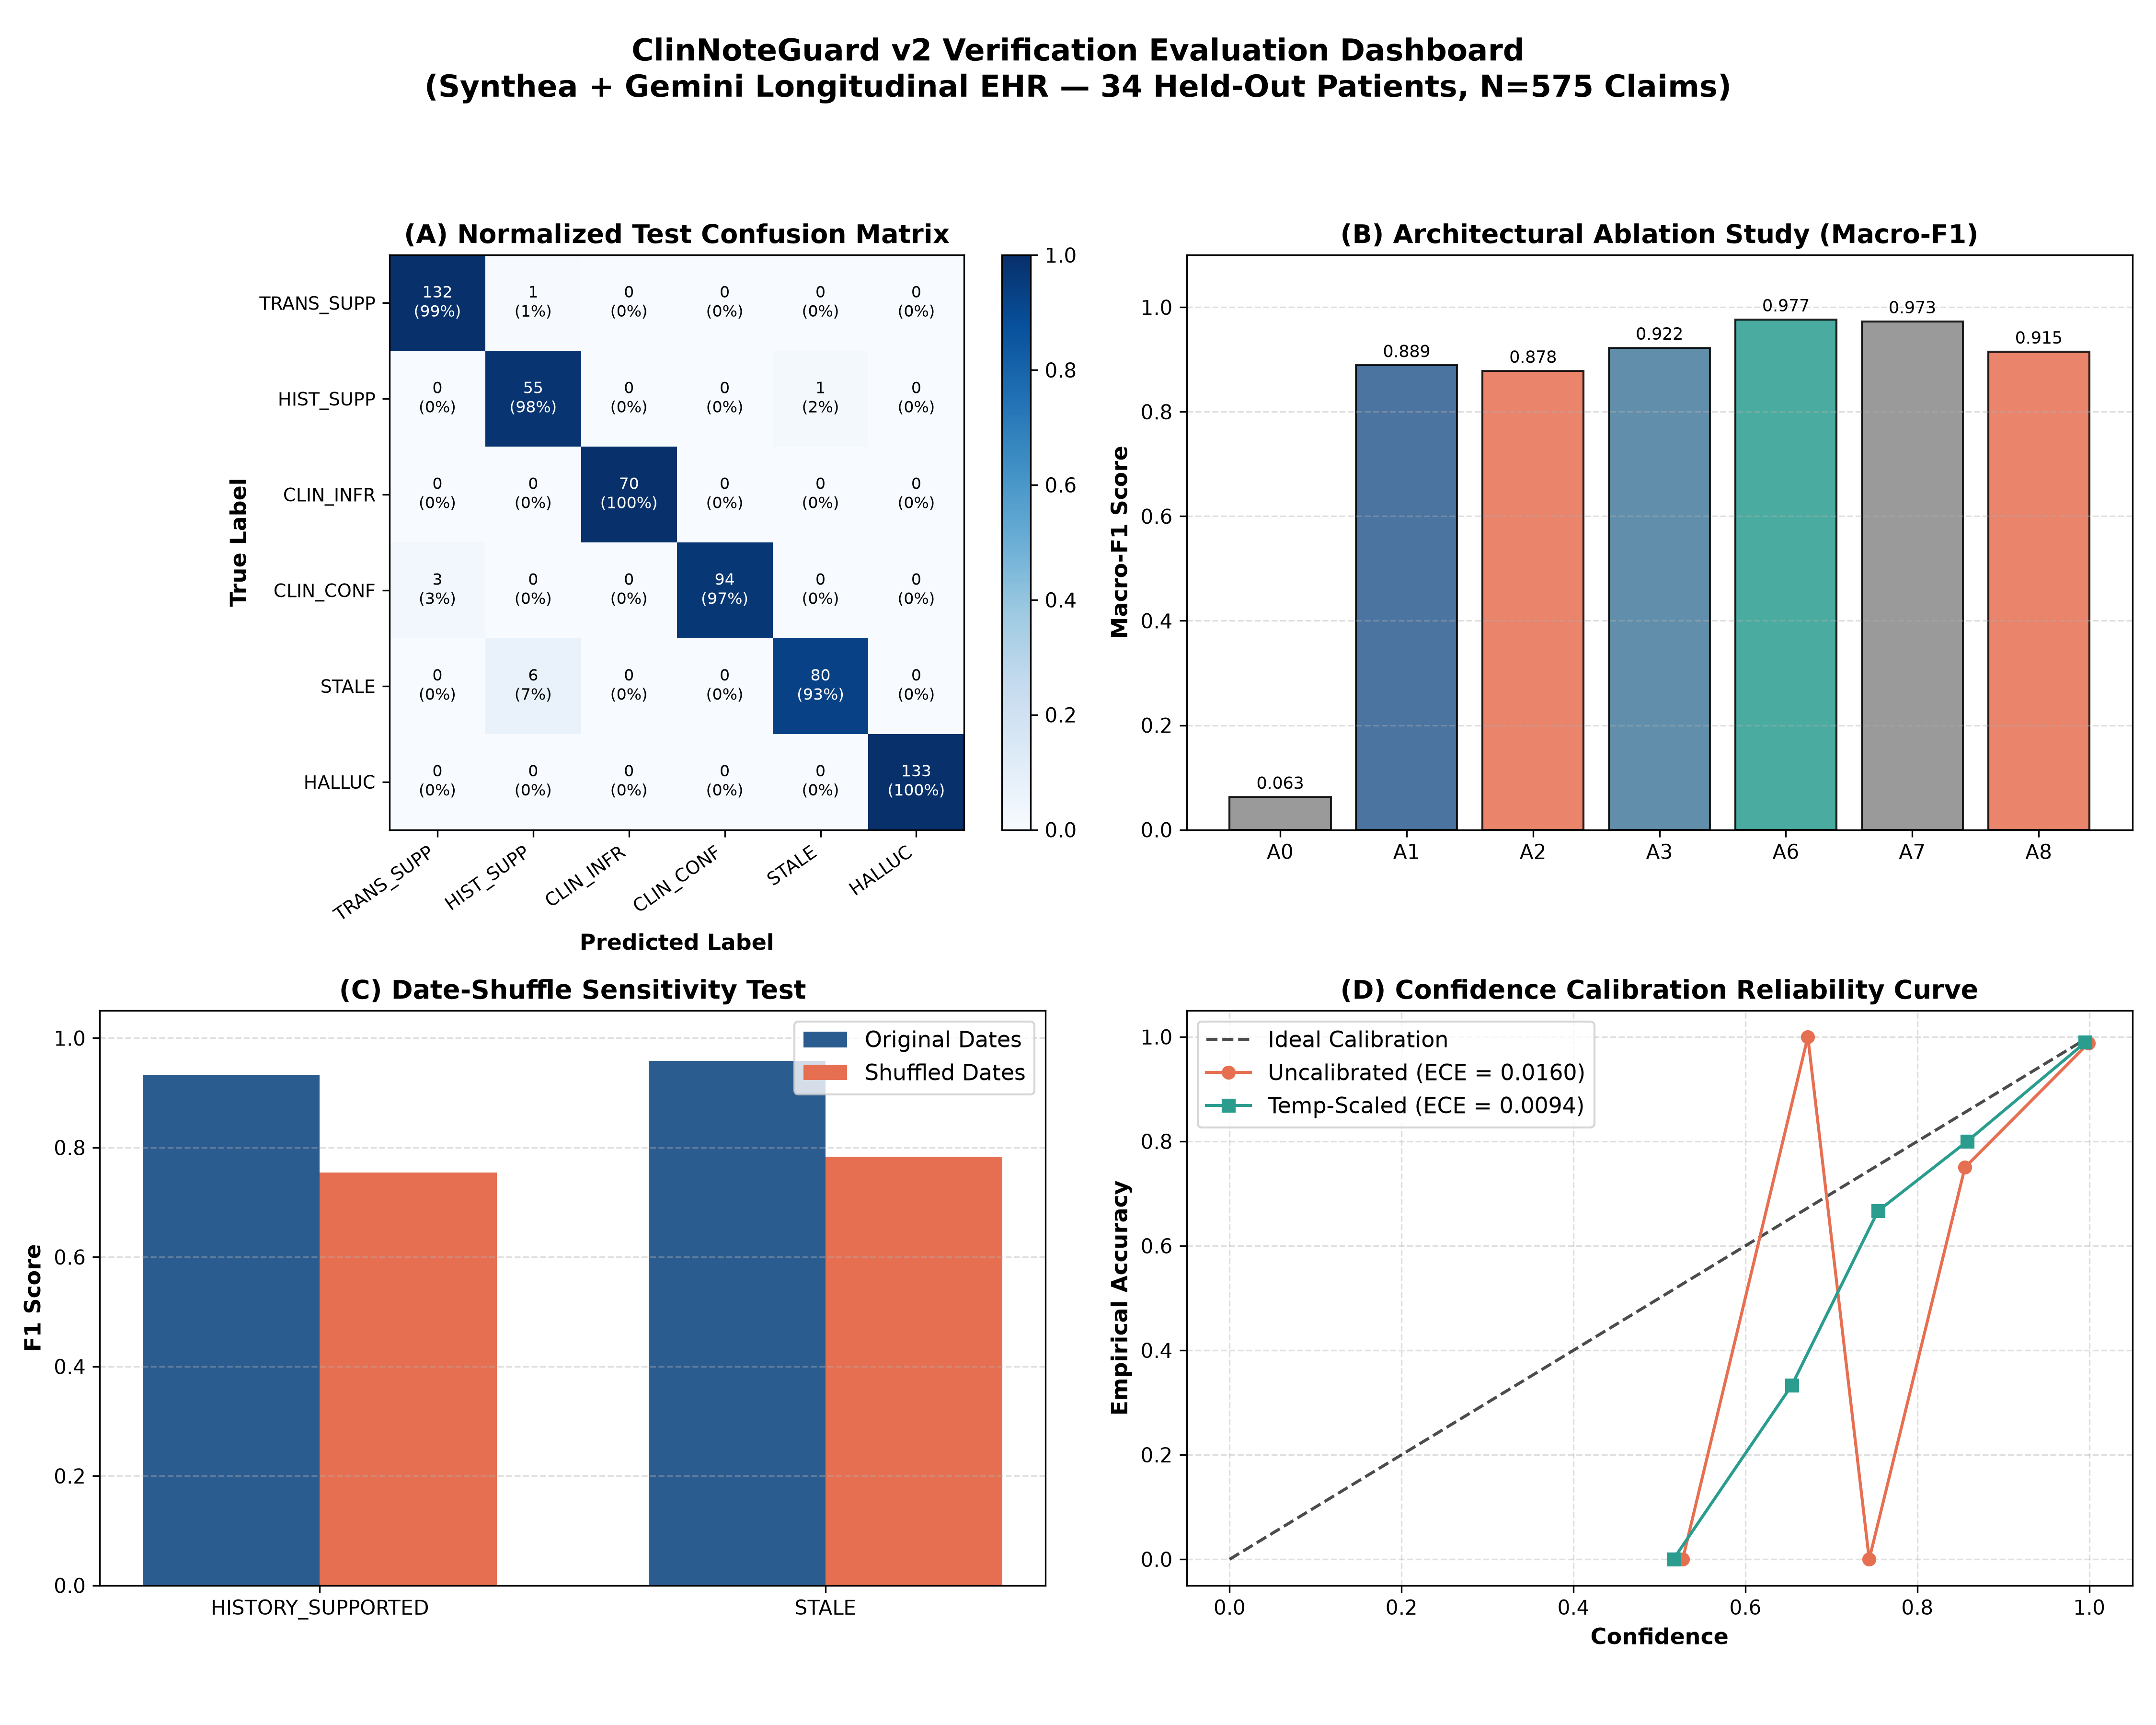 ClinNoteGuard v2 Verification Evaluation Dashboard
(Synthea + Gemini Longitudinal EHR — 34 Held-Out Patients, N=575 Claims)
(A) Normalized Test Confusion Matrix
True Label
TRANS_SUPP
132 1 0 0 0 0
(99%) (1%) (0%) (0%) (0%) (0%)
HIST_SUPP
0 55 0 0 1 0
(0%) (98%) (0%) (0%) (2%) (0%)
CLIN_INFR
0 0 70 0 0 0
(0%) (0%) (100%) (0%) (0%) (0%)
CLIN_CONF
3 0 0 94 0 0
(3%) (0%) (0%) (97%) (0%) (0%)
STALE
0 6 0 0 80 0
(0%) (7%) (0%) (0%) (93%) (0%)
HALLUC
0 0 0 0 0 133
(0%) (0%) (0%) (0%) (0%) (100%)
TRANS_SUPP HIST_SUPP CLIN_INFR CLIN_CONF STALE HALLUC
Predicted Label
1.0
0.8
0.6
0.4
0.2
0.0
(B) Architectural Ablation Study (Macro-F1)
Macro-F1 Score
1.0
0.8
0.6
0.4
0.2
0.0
0.063 0.889 0.878 0.922 0.977 0.973 0.915
A0 A1 A2 A3 A6 A7 A8
(C) Date-Shuffle Sensitivity Test
F1 Score
1.0
0.8
0.6
0.4
0.2
0.0
Original Dates
Shuffled Dates
HISTORY_SUPPORTED STALE
(D) Confidence Calibration Reliability Curve
Empirical Accuracy
1.0
0.8
0.6
0.4
0.2
0.0
Ideal Calibration
Uncalibrated (ECE = 0.0160)
Temp-Scaled (ECE = 0.0094)
0.0 0.2 0.4 0.6 0.8 1.0
Confidence